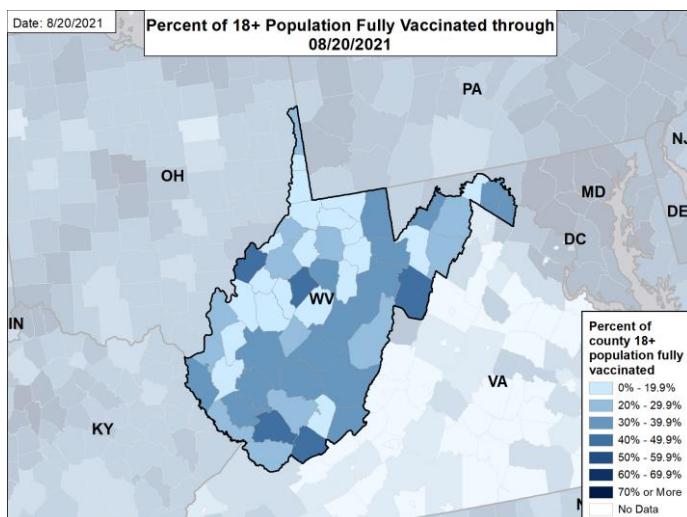 Date: 8/20/2021
Percent of 18+ Population Fully Vaccinated through
08/20/2021
PA
NJ
OH
MD
DE
DC
WV
IN
VA
KY
Percent of
county 18+
population fully
vaccinated
0% - 19.9%
20% - 29.9%
30% - 39.9%
40% - 49.9%
50% - 59.9%
60% - 69.9%
70% or More
No Data